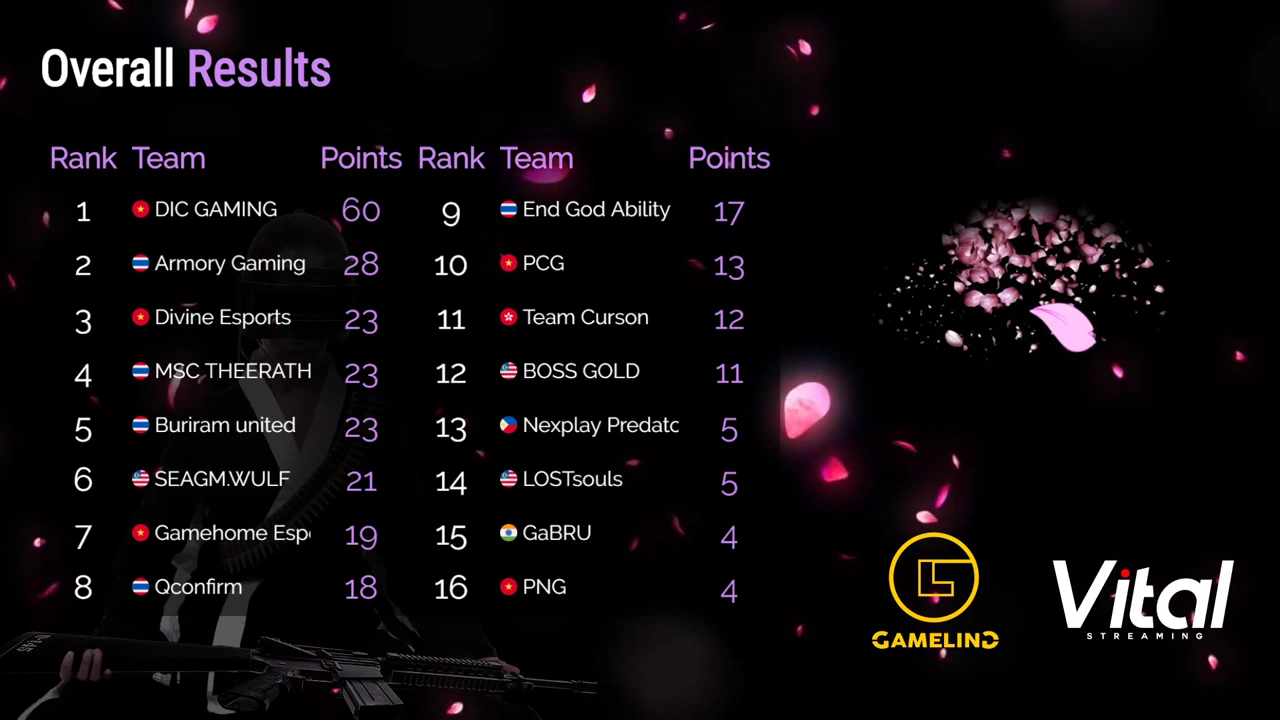 Overall Results
Rank Team Points Rank Team Points
1 DIC GAMING 60 9 End God Ability 17
2 Armory Gaming 28 10 PCG 13
3 Divine Esports 23 11 Team Curson 12
4 MSC THEERATH 23 12 BOSS GOLD 11
5 Buriram united 23 13 Nexplay Predato 5
6 SEAGM.WULF 21 14 LOSTsouls 5
7 Gamehome Esp 19 15 GaBRU 4
8 Qconfirm 18 16 PNG 4
GAMELIND
Vital
STREAMING